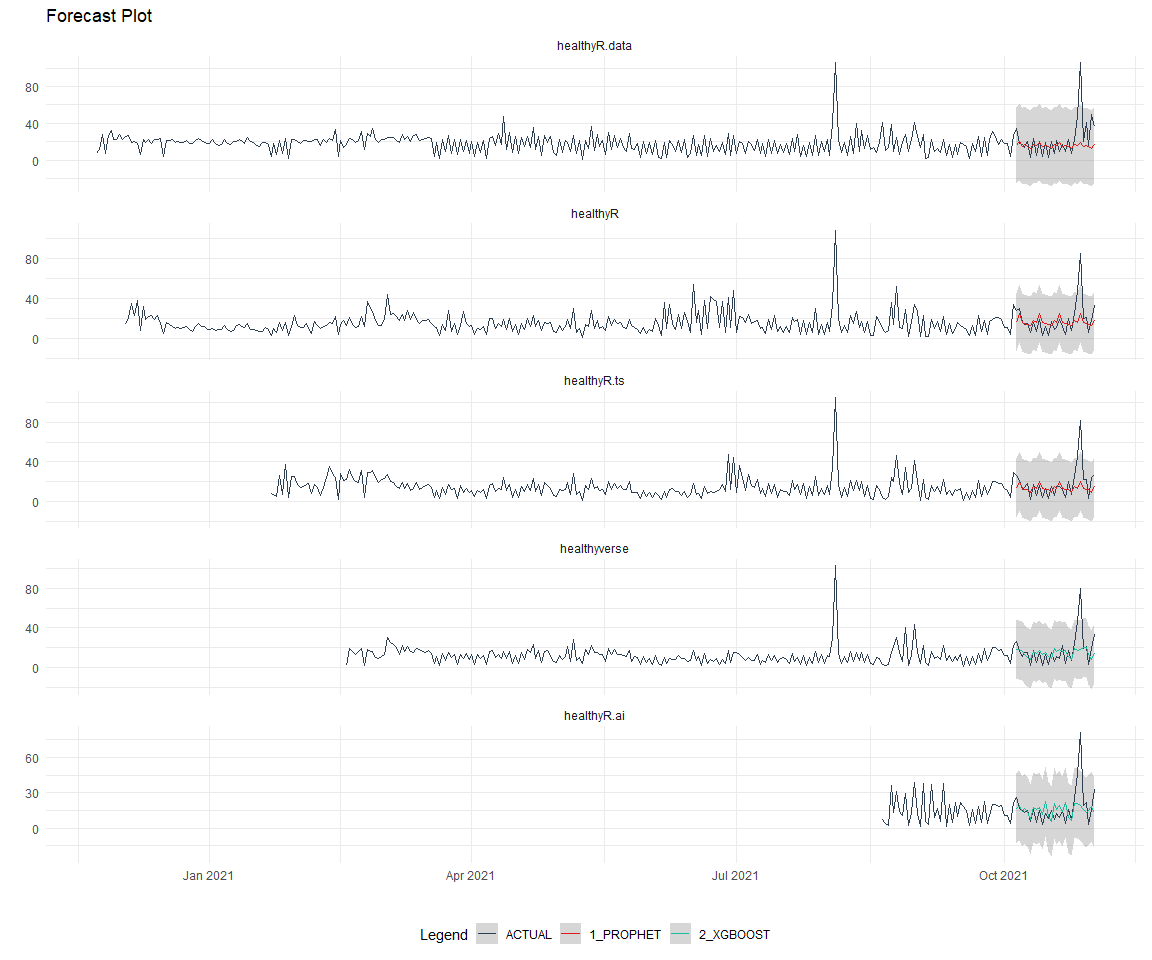 Forecast Plot
healthyR.data
80
40
0
healthyR
80
40
0
healthyR.ts
80
40
0
healthyverse
80
40
0
healthyR.ai
60
30
0
Jan 2021 Apr 2021 Jul 2021 Oct 2021
Legend ACTUAL 1_PROPHET 2_XGBOOST